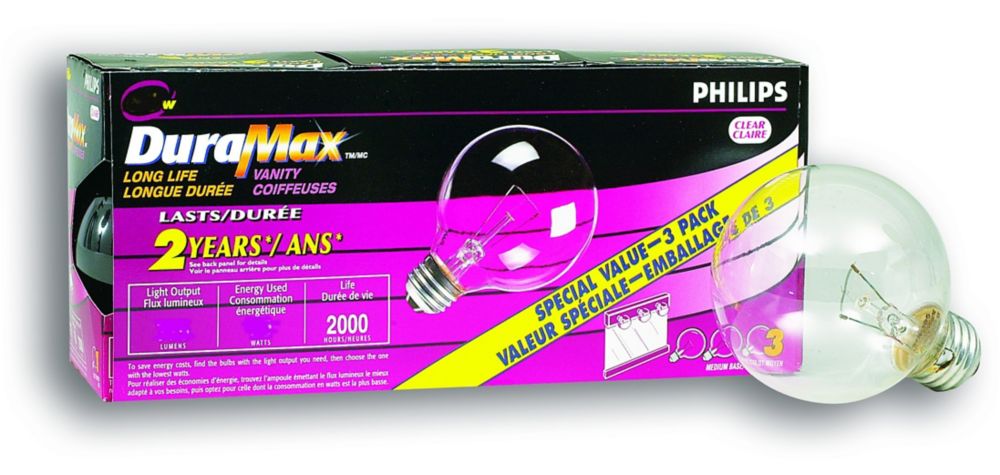 DuraMax
PHILIPS
CLEAR
CLAIRE
w
DuraMax TM/MC
LONG LIFE VANITY
LONGUE DURÉE COIFFEUSES
LASTS/DURÉE
2 YEARS*/ANS*
See back panel for details
Voir le panneau arrière pour plus de détails
Light Output
Flux lumineux
LUMENS
Energy Used
Consommation
énergétique
WATTS
Life
Durée de vie
2000
HOURS/HEURES
To save energy costs, find the bulbs with the light output you need, then choose the one
with the lowest watts.
Pour réaliser des économies d'énergie, trouvez l'ampoule émettant le flux lumineux le mieux
adapté à vos besoins, puis optez pour celle dont la consommation en watts est la plus basse.
SPECIAL VALUE—3 PACK
VALEUR SPÉCIALE—EMBALLAGE DE 3
3
MEDIUM BASE MOYEN